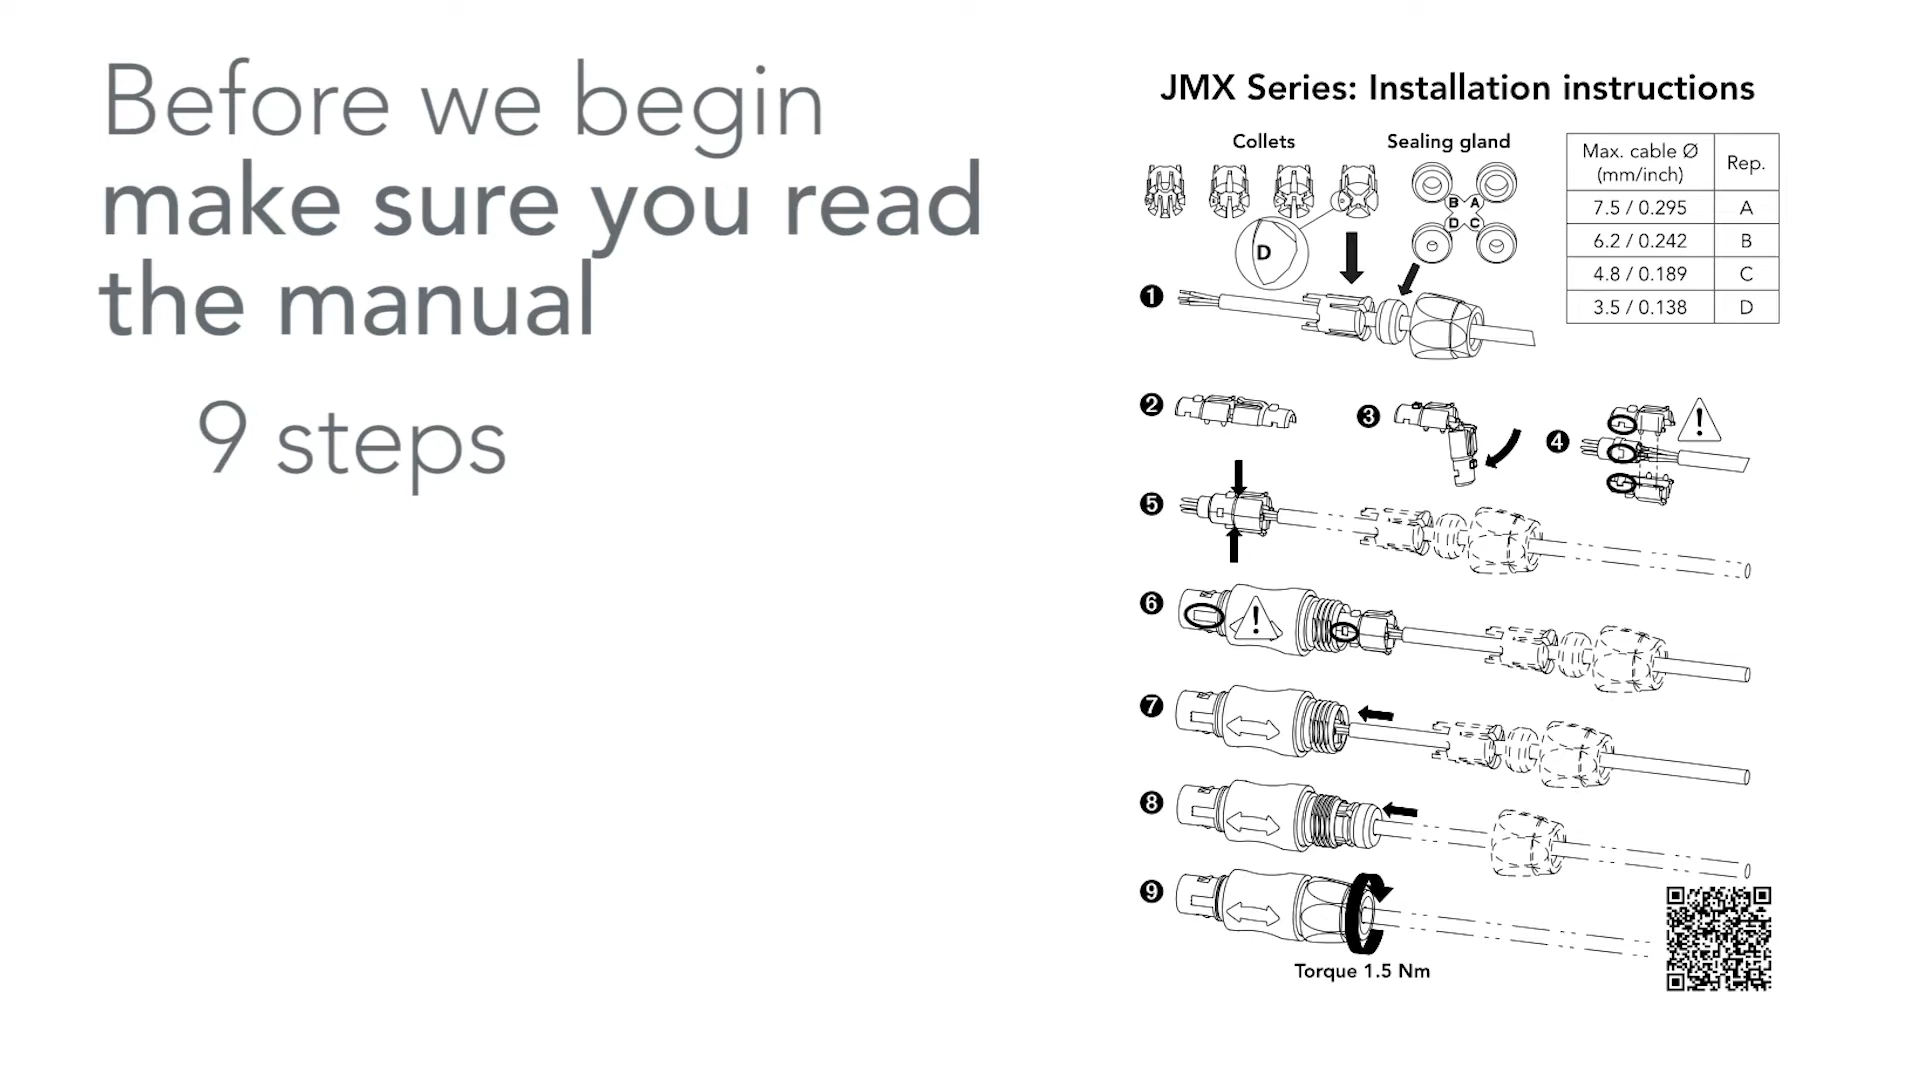 Before we begin
make sure you read
the manual
9 steps
JMX Series: Installation instructions
Collets
Sealing gland
D
B A
D C
Max. cable Ø (mm/inch) Rep.
7.5 / 0.295 A
6.2 / 0.242 B
4.8 / 0.189 C
3.5 / 0.138 D
1
2
3
4
!
5
6
!
7
8
9
Torque 1.5 Nm